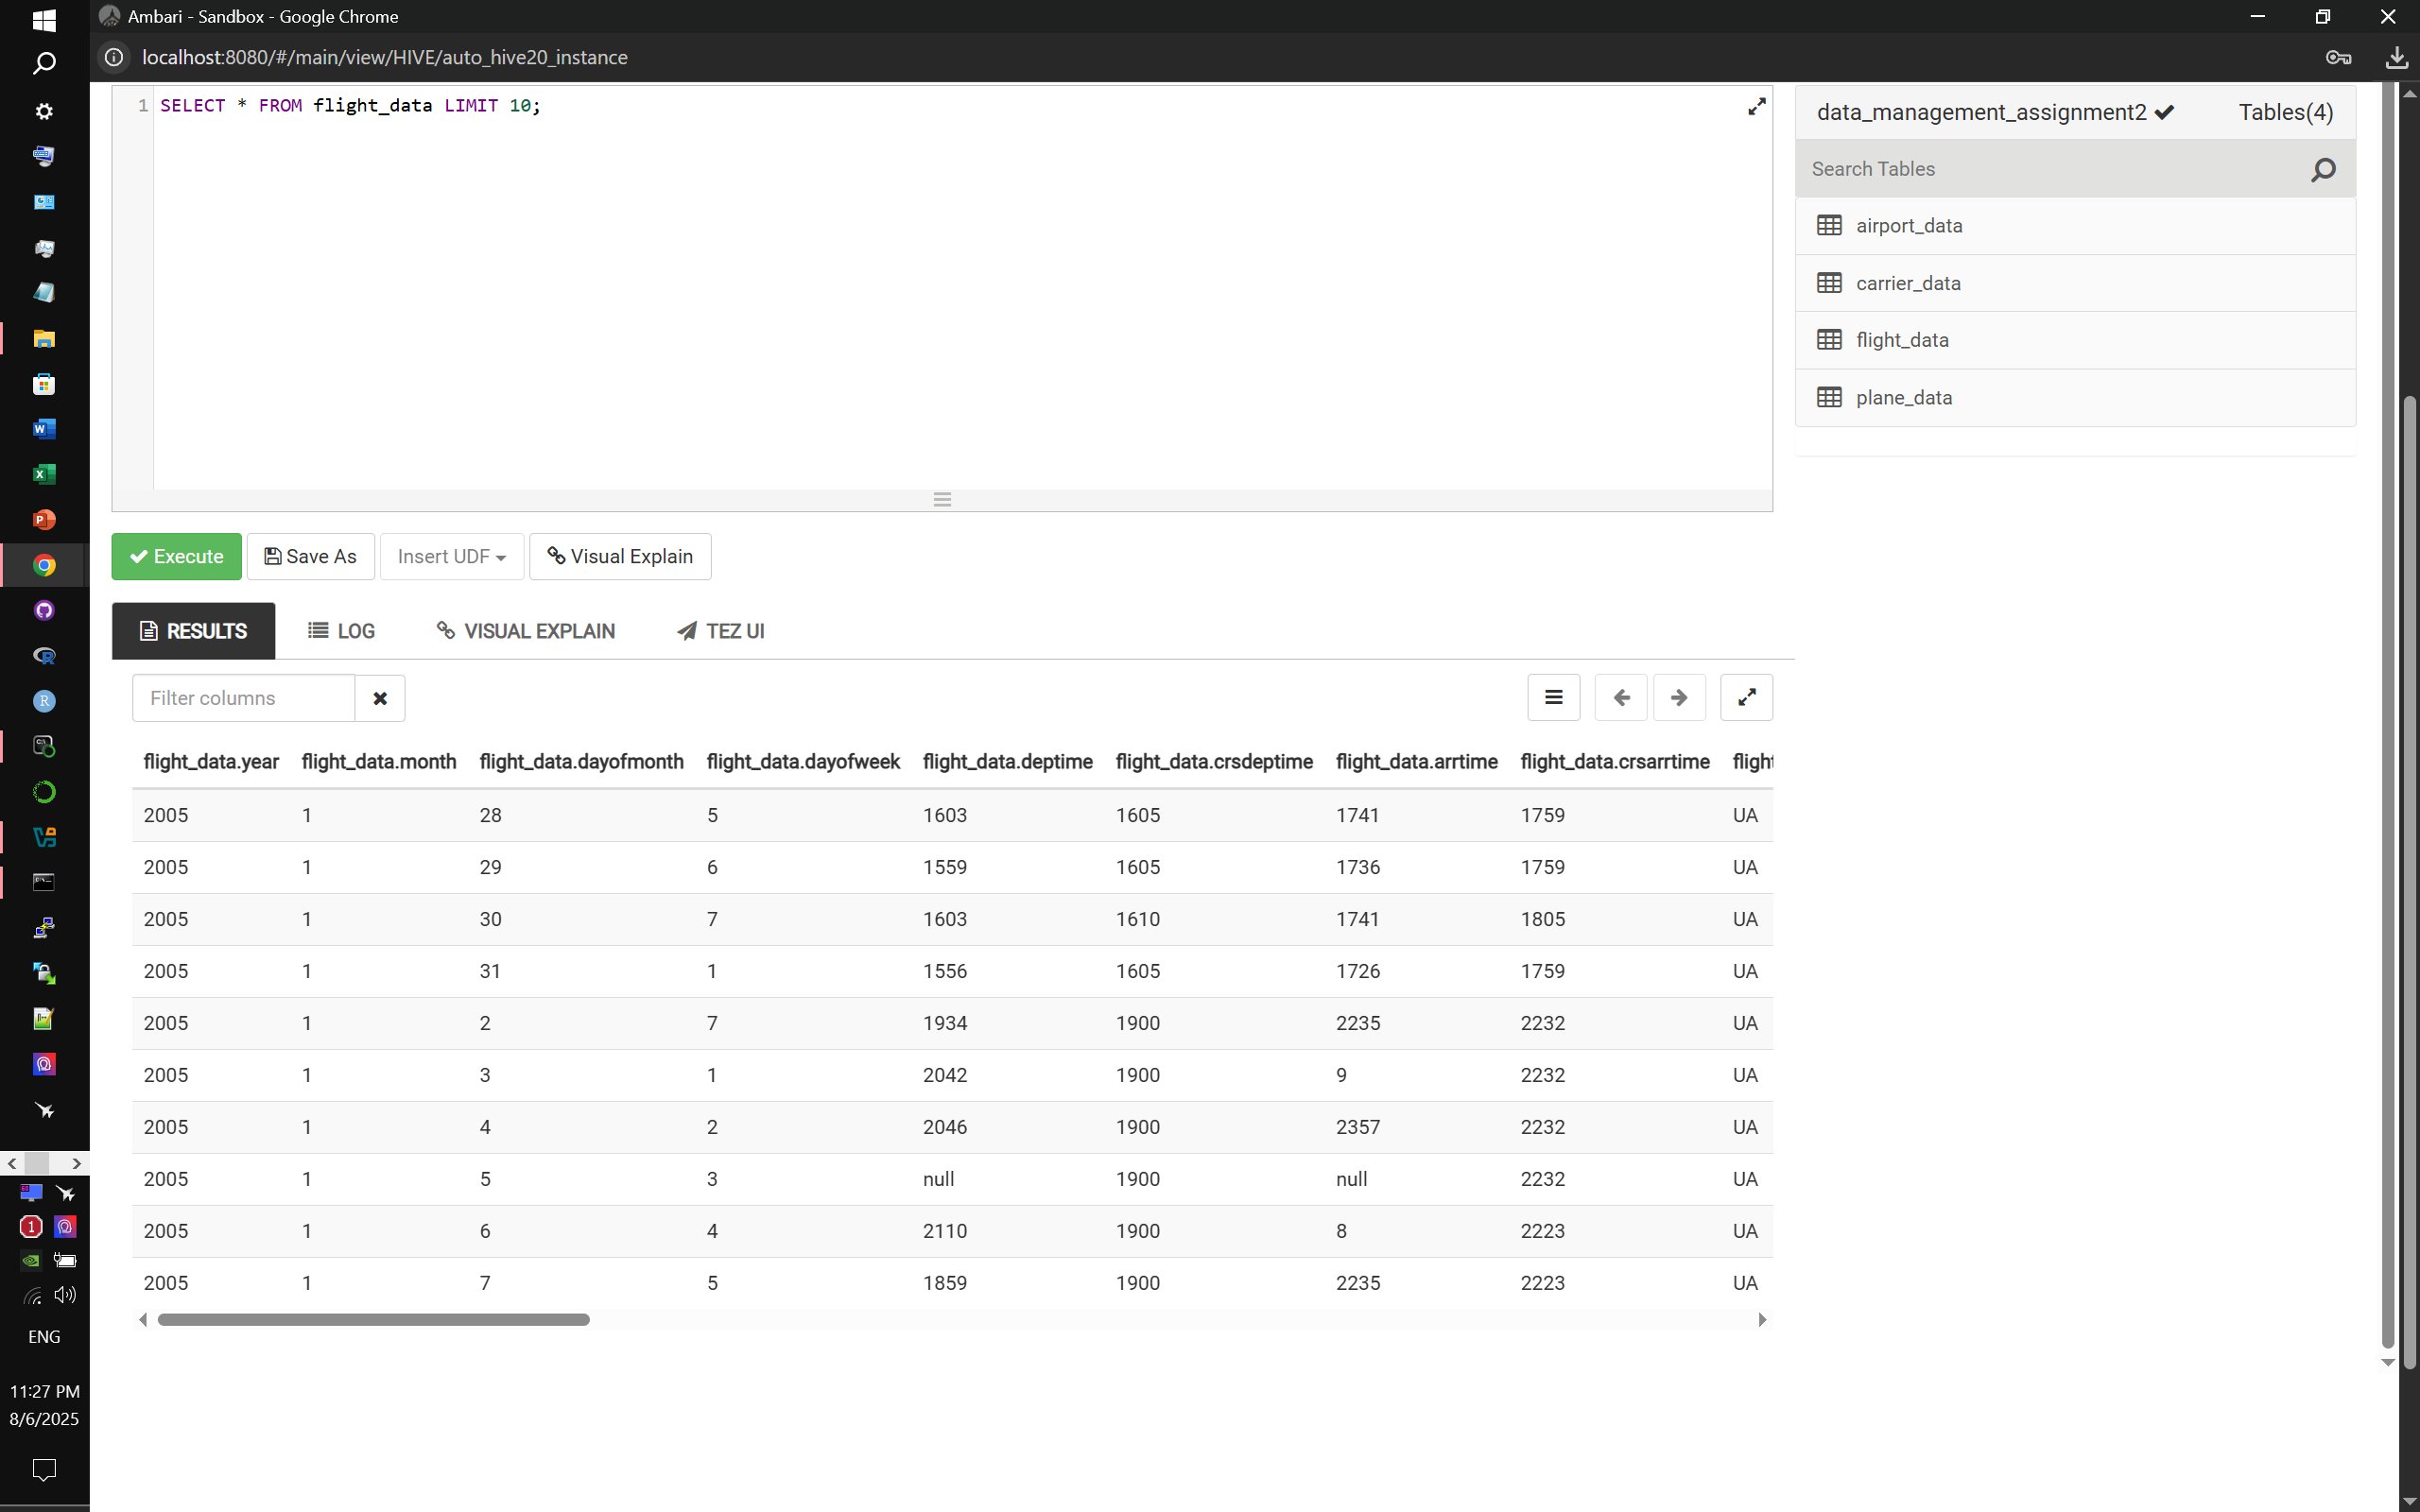 Ambari - Sandbox - Google Chrome
localhost:8080/#/main/view/HIVE/auto_hive20_instance
1 SELECT * FROM flight_data LIMIT 10;
data_management_assignment2 Tables(4)
Search Tables
airport_data
carrier_data
flight_data
plane_data
Execute Save As Insert UDF Visual Explain
RESULTS LOG VISUAL EXPLAIN TEZ UI
Filter columns
flight_data.year flight_data.month flight_data.dayofmonth flight_data.dayofweek flight_data.deptime flight_data.crsdeptime flight_data.arrtime flight_data.crsarrtime flight
2005 1 28 5 1603 1605 1741 1759 UA
2005 1 29 6 1559 1605 1736 1759 UA
2005 1 30 7 1603 1610 1741 1805 UA
2005 1 31 1 1556 1605 1726 1759 UA
2005 1 2 7 1934 1900 2235 2232 UA
2005 1 3 1 2042 1900 9 2232 UA
2005 1 4 2 2046 1900 2357 2232 UA
2005 1 5 3 null 1900 null 2232 UA
2005 1 6 4 2110 1900 8 2223 UA
2005 1 7 5 1859 1900 2235 2223 UA
ENG
11:27 PM
8/6/2025